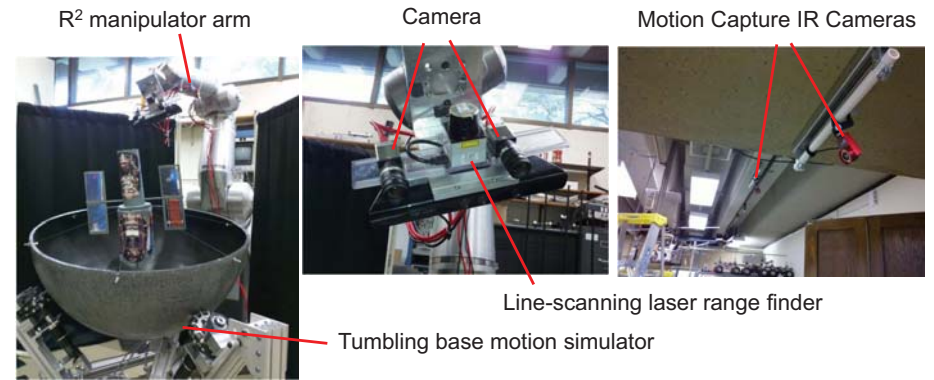 R² manipulator arm
Camera
Motion Capture IR Cameras
Line-scanning laser range finder
Tumbling base motion simulator